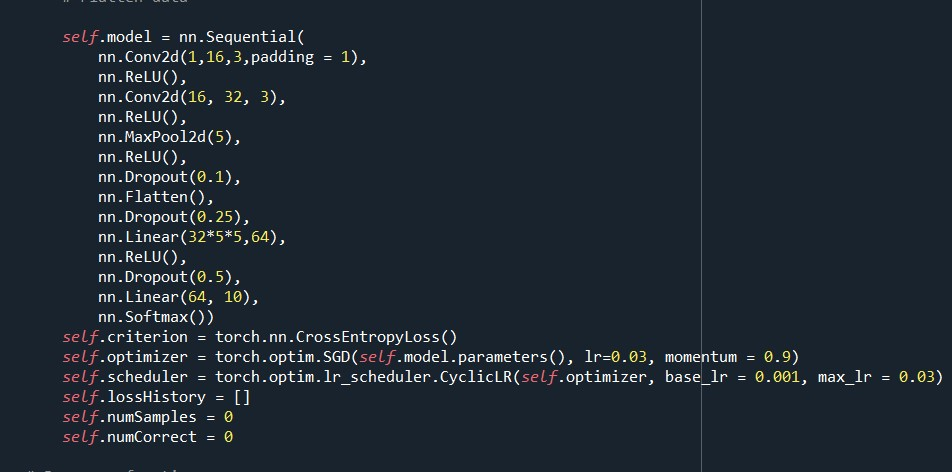 # Flatten data
self.model = nn.Sequential(
nn.Conv2d(1,16,3,padding = 1),
nn.ReLU(),
nn.Conv2d(16, 32, 3),
nn.ReLU(),
nn.MaxPool2d(5),
nn.ReLU(),
nn.Dropout(0.1),
nn.Flatten(),
nn.Dropout(0.25),
nn.Linear(32*5*5,64),
nn.ReLU(),
nn.Dropout(0.5),
nn.Linear(64, 10),
nn.Softmax())
self.criterion = torch.nn.CrossEntropyLoss()
self.optimizer = torch.optim.SGD(self.model.parameters(), lr=0.03, momentum = 0.9)
self.scheduler = torch.optim.lr_scheduler.CyclicLR(self.optimizer, base_lr = 0.001, max_lr = 0.03)
self.lossHistory = []
self.numSamples = 0
self.numCorrect = 0